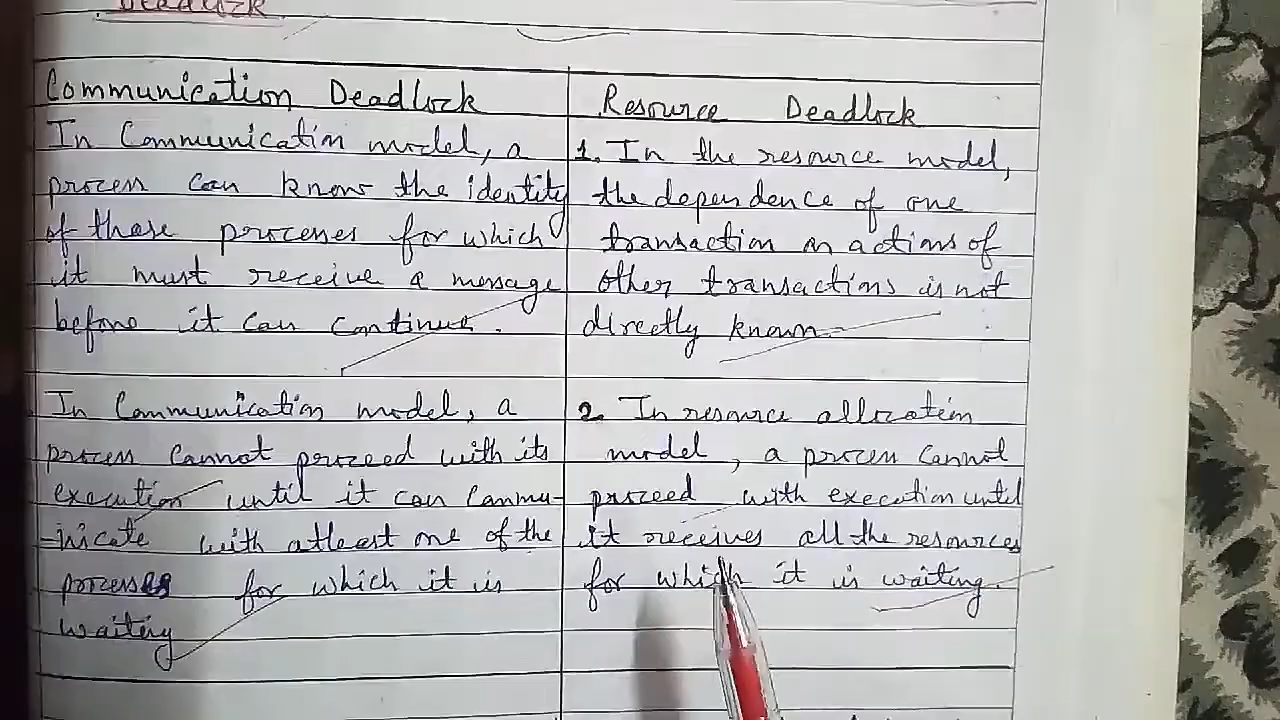 Deadlock
Communication Deadlock
In Communication model, a
process can know the identity
of those processes for which
it must receive a message
before it can continue.
In Communication model, a
process cannot proceed with its
execution until it can Commu-
-nicate with atleast one of the
processes for which it is
waiting
Resource Deadlock
1. In the resource model,
the dependence of one
transaction on actions of
other transactions is not
directly known
2. In resource allocation
model, a process cannot
proceed with execution until
it receives all the resources
for which it is waiting.